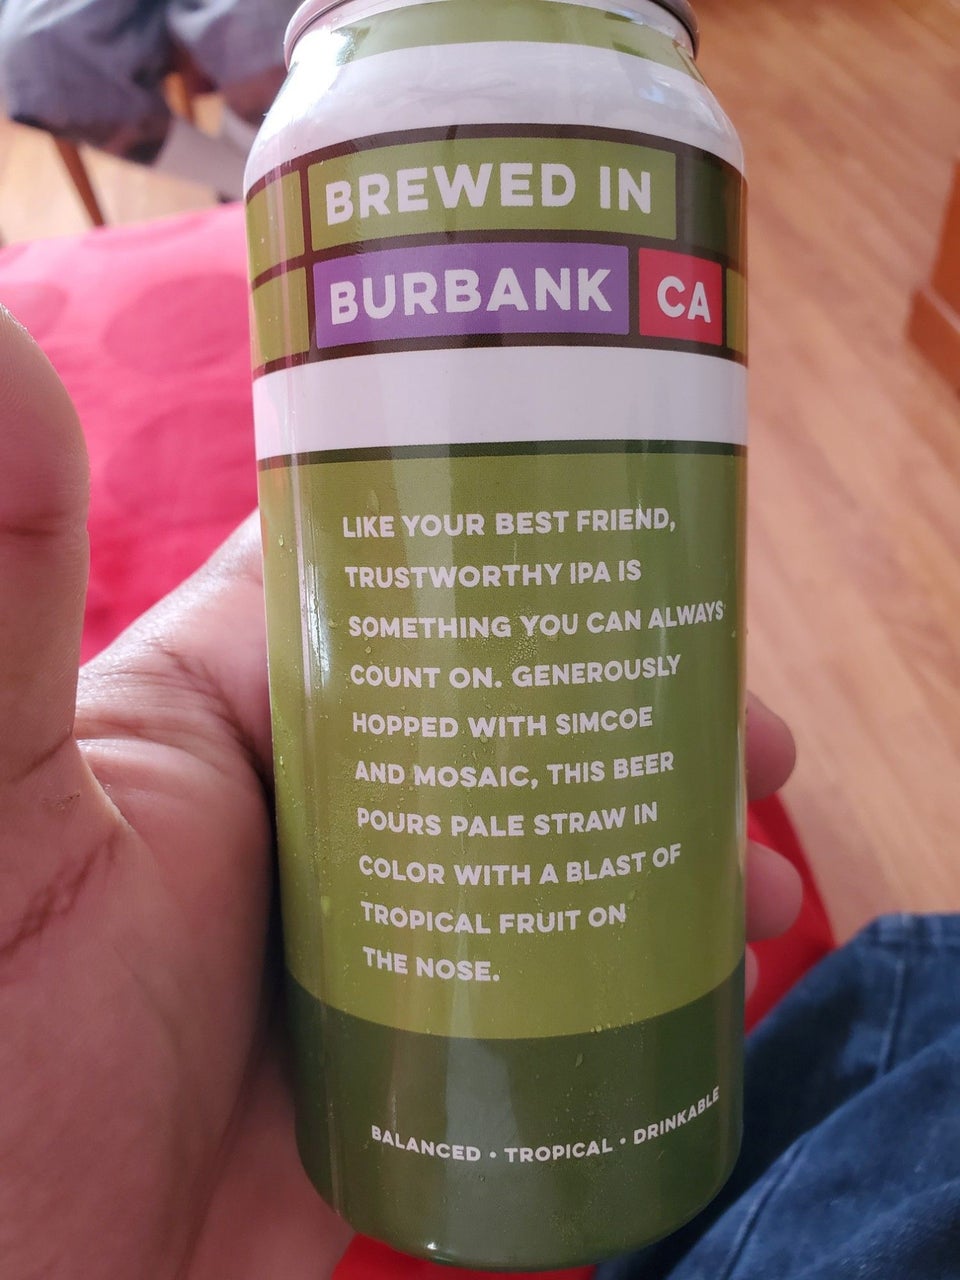 BREWED IN
BURBANK CA
LIKE YOUR BEST FRIEND,
TRUSTWORTHY IPA IS
SOMETHING YOU CAN ALWAYS
COUNT ON. GENEROUSLY
HOPPED WITH SIMCOE
AND MOSAIC, THIS BEER
POURS PALE STRAW IN
COLOR WITH A BLAST OF
TROPICAL FRUIT ON
THE NOSE.
BALANCED • TROPICAL • DRINKABLE